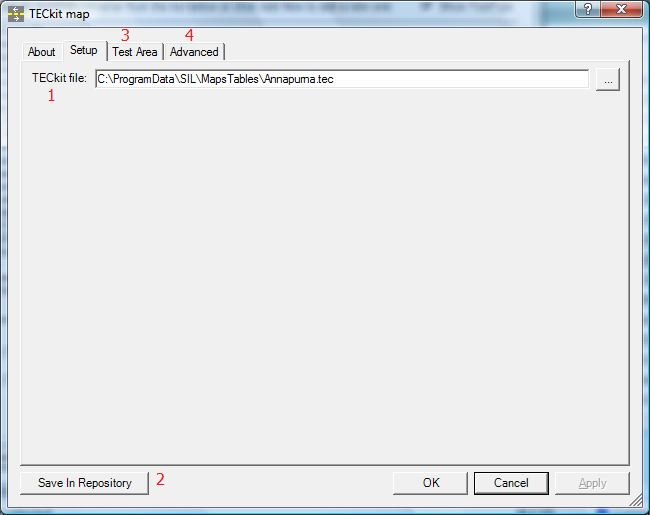 TECkit map
3 4
About Setup Test Area Advanced
TECkit file: C:\ProgramData\SIL\MapsTables\Annapurna.tec ...
1
Save In Repository 2 OK Cancel Apply